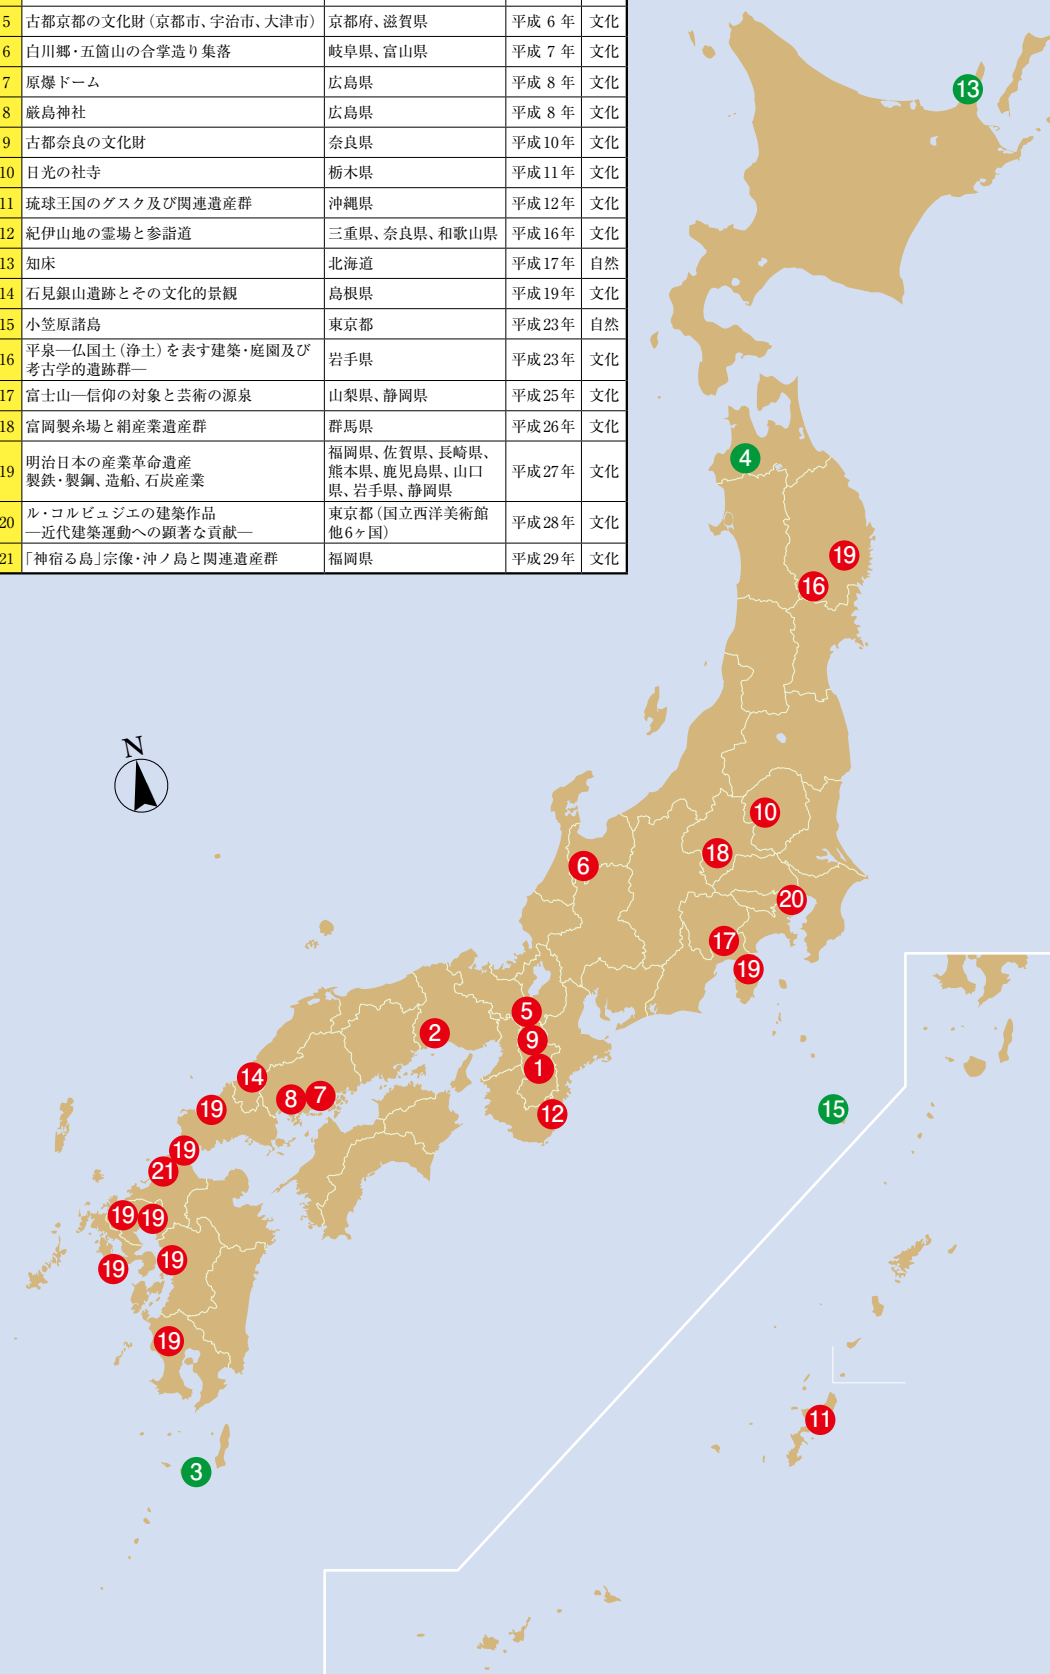 5 古都京都の文化財（京都市、宇治市、大津市） 京都府、滋賀県 平成 6 年 文化
6 白川郷・五箇山の合掌造り集落 岐阜県、富山県 平成 7 年 文化
7 原爆ドーム 広島県 平成 8 年 文化
8 厳島神社 広島県 平成 8 年 文化
9 古都奈良の文化財 奈良県 平成10年 文化
10 日光の社寺 栃木県 平成11年 文化
11 琉球王国のグスク及び関連遺産群 沖縄県 平成12年 文化
12 紀伊山地の霊場と参詣道 三重県、奈良県、和歌山県 平成16年 文化
13 知床 北海道 平成17年 自然
14 石見銀山遺跡とその文化的景観 島根県 平成19年 文化
15 小笠原諸島 東京都 平成23年 自然
16 平泉―仏国土（浄土）を表す建築・庭園及び
考古学的遺跡群― 岩手県 平成23年 文化
17 富士山―信仰の対象と芸術の源泉 山梨県、静岡県 平成25年 文化
18 富岡製糸場と絹産業遺産群 群馬県 平成26年 文化
19 明治日本の産業革命遺産
製鉄・製鋼、造船、石炭産業
福岡県、佐賀県、長崎県、
熊本県、鹿児島県、山口
県、岩手県、静岡県
平成27年 文化
20 ル・コルビュジエの建築作品
―近代建築運動への顕著な貢献―
東京都（国立西洋美術館
他6ヶ国）
平成28年 文化
21 「神宿る島」宗像・沖ノ島と関連遺産群 福岡県 平成29年 文化
13
4
19
16
N
10
18
6
20
17
19
5
2
9
1
14
8
7
19
12
15
19
21
19
19
19
19
19
11
3